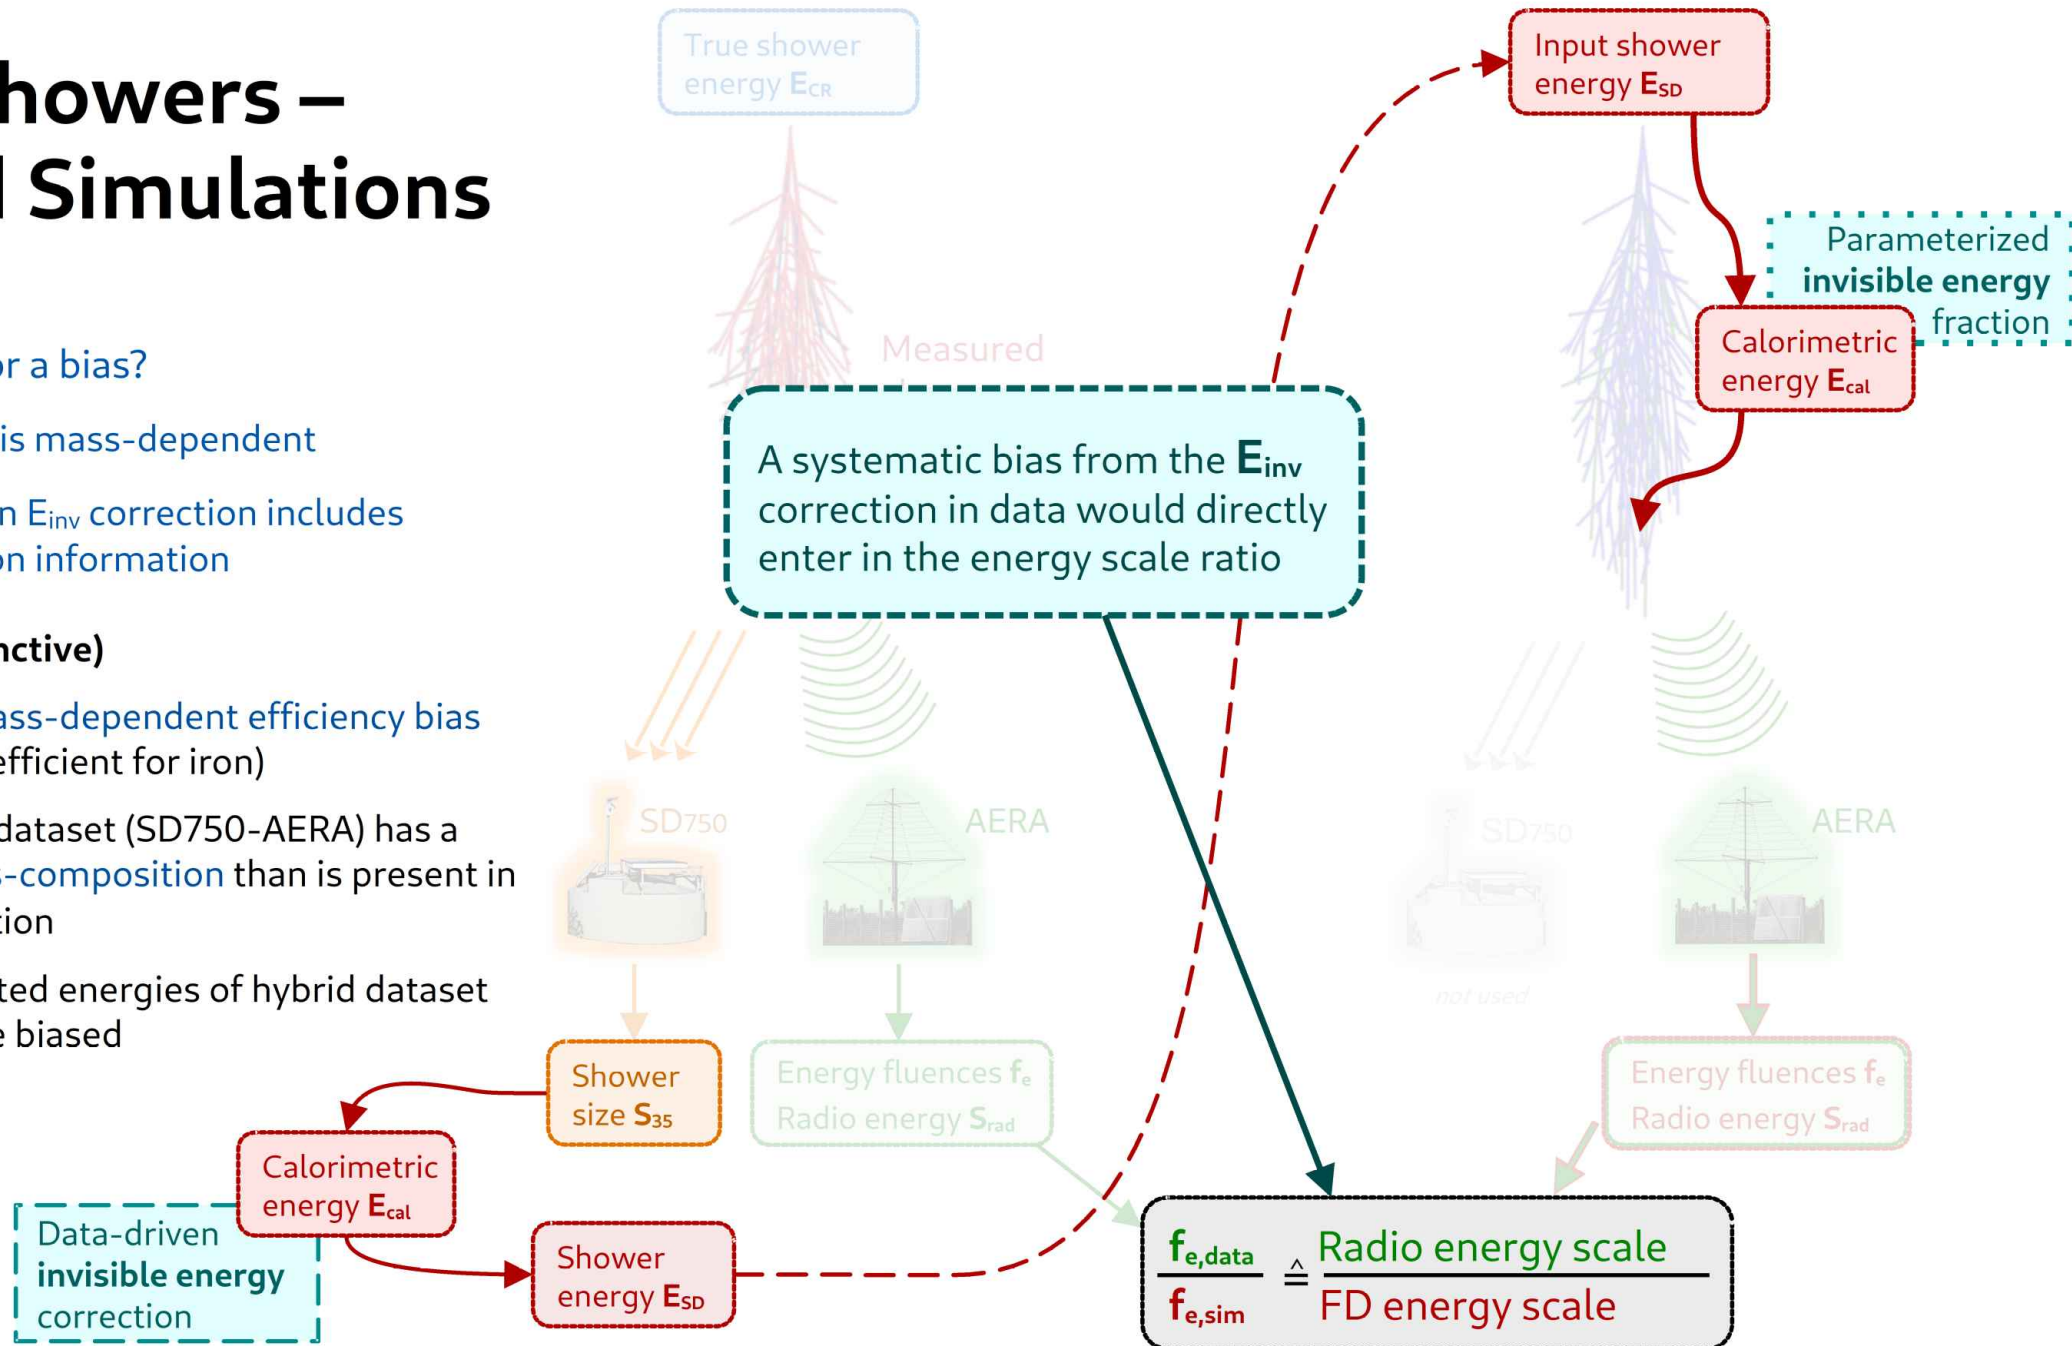 howers –
Simulations
or a bias?
is mass-dependent
n Einv correction includes
on information
nctive)
ass-dependent efficiency bias
efficient for iron)
dataset (SD750-AERA) has a
s-composition than is present in
tion
ted energies of hybrid dataset
e biased
True shower
energy ECR
Measured
Input shower
energy ESD
Parameterized
invisible energy
fraction
Calorimetric
energy Ecal
A systematic bias from the Einv
correction in data would directly
enter in the energy scale ratio
SD750
AERA
SD750
AERA
not used
Shower
size S35
Energy fluences fe
Radio energy Srad
Energy fluences fe
Radio energy Srad
Calorimetric
energy Ecal
Data-driven
invisible energy
correction
Shower
energy ESD
fe,data
fe,sim
≙
Radio energy scale
FD energy scale